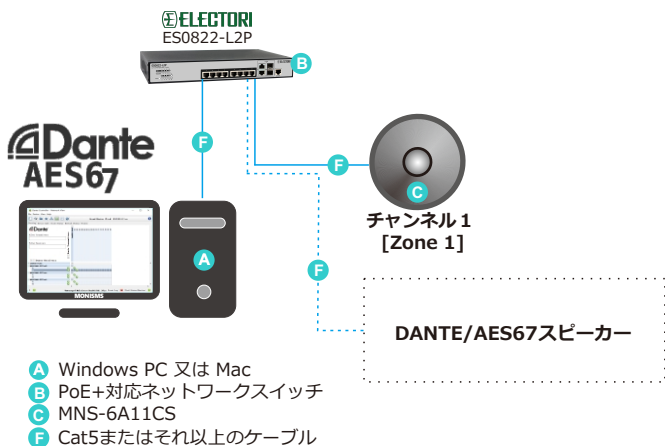 ELECTORI
ES0822-L2P
B
F
Dante
AES67
F
C
チャンネル 1
[Zone 1]
Dante
A
F
MONISMS
DANTE/AES67スピーカー
A Windows PC 又は Mac
B PoE+対応ネットワークスイッチ
C MNS-6A11CS
F Cat5またはそれ以上のケーブル